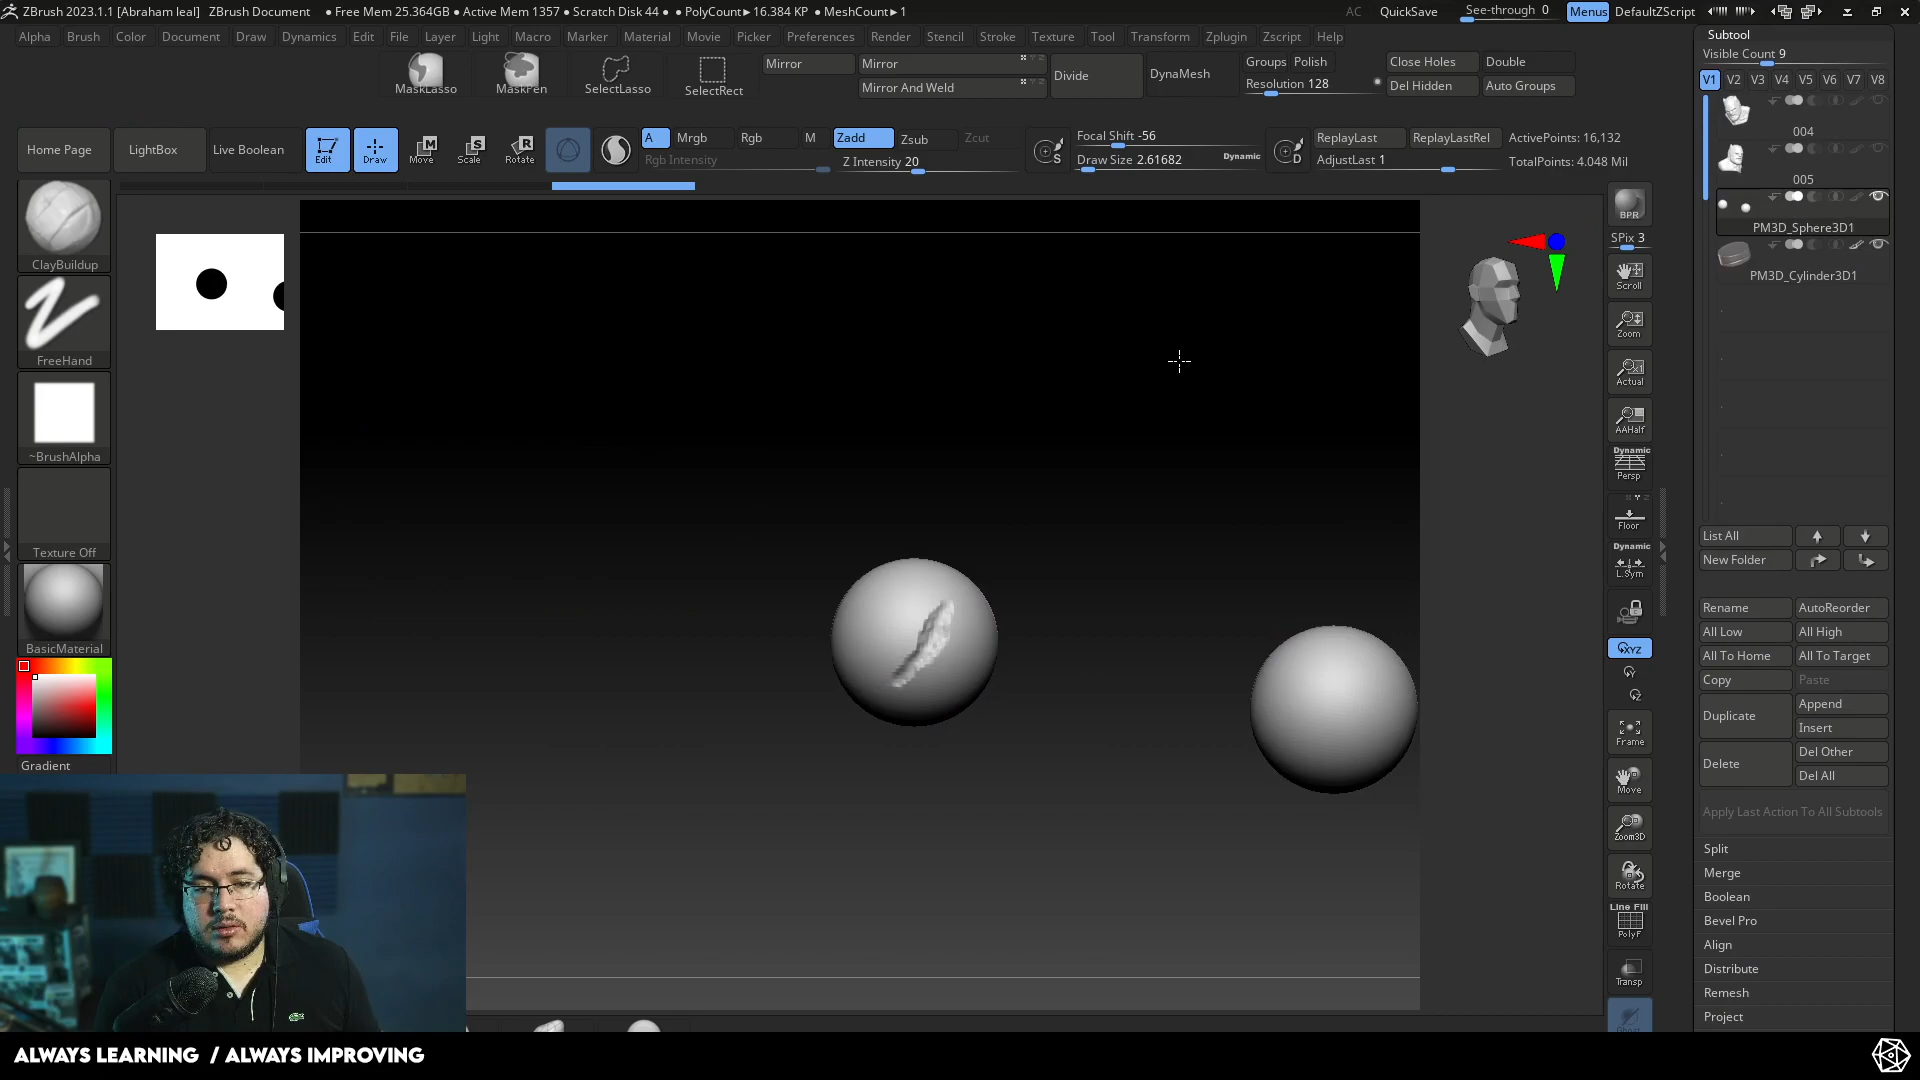 ZBrush 2023.1.1 [Abraham leal] ZBrush Document ● Free Mem 25.364GB ● Active Mem 1357 ● Scratch Disk 44 ● ● PolyCount► 16.384 KP ● MeshCount► 1
AC QuickSave See-through 0 Menus DefaultZScript
Alpha Brush Color Document Draw Dynamics Edit File Layer Light Macro Marker Material Movie Picker Preferences Render Stencil Stroke Texture Tool Transform Zplugin Zscript Help
MaskLasso MaskPen SelectLasso SelectRect
Mirror Mirror
Mirror And Weld
Divide DynaMesh
Groups Polish
Resolution 128
Close Holes Double
Del Hidden Auto Groups
Home Page LightBox Live Boolean Edit Draw Move Scale Rotate
A Mrgb Rgb M Zadd Zsub Zcut
Rgb Intensity Z Intensity 20
Focal Shift -56
Draw Size 2.61682 Dynamic
ReplayLast ReplayLastRel ActivePoints: 16,132
AdjustLast 1 TotalPoints: 4.048 Mil
ClayBuildup
FreeHand
~BrushAlpha
Texture Off
BasicMaterial
Gradient
BPR
SPix 3
Scroll
Zoom
Actual
AAHalf
Dynamic
Persp
Floor
Dynamic
L.Sym
XYZ
Frame
Move
Zoom3D
Rotate
Line Fill
PolyF
Transp
Ghost
Subtool
Visible Count 9
V1 V2 V3 V4 V5 V6 V7 V8
004
005
PM3D_Sphere3D1
PM3D_Cylinder3D1
List All
New Folder
Rename AutoReorder
All Low All High
All To Home All To Target
Copy Paste
Duplicate Append
Insert
Delete Del Other
Del All
Apply Last Action To All Subtools
Split
Merge
Boolean
Bevel Pro
Align
Distribute
Remesh
Project
ALWAYS LEARNING / ALWAYS IMPROVING